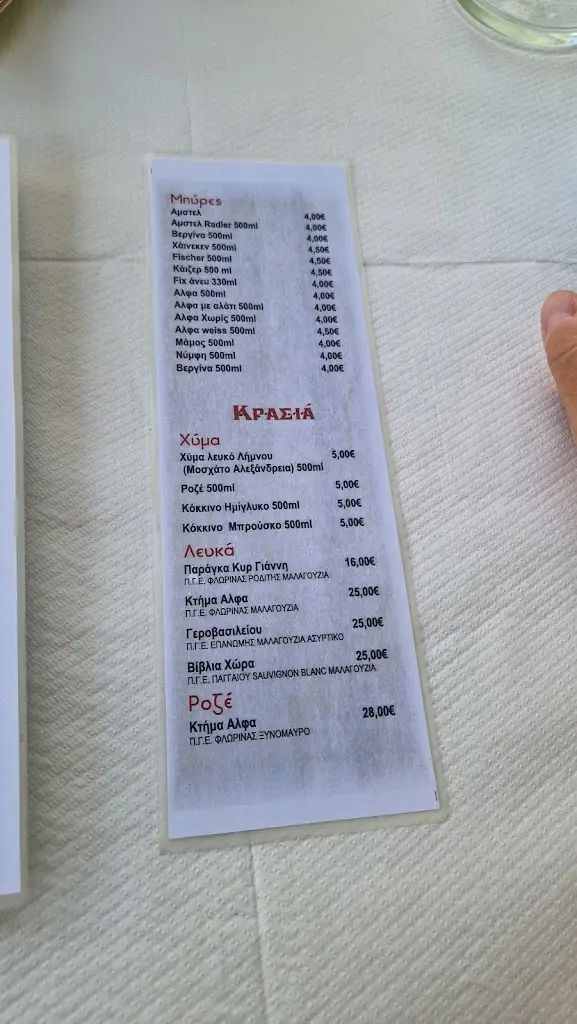 Μπύρες
Αμστελ 4,00€
Αμστελ Radler 500ml 4,00€
Βεργίνα 500ml 4,00€
Χάινεκεν 500ml 4,50€
Fischer 500ml 4,50€
Κάιζερ 500 ml 4,50€
Fix άνευ 330ml 4,00€
Αλφα 500ml 4,00€
Αλφα με αλάτι 500ml 4,00€
Αλφα Χωρίς 500ml 4,00€
Αλφα weiss 500ml 4,50€
Μάμος 500ml 4,00€
Νύμφη 500ml 4,00€
Βεργίνα 500ml 4,00€
Κρασιά
Χύμα
Χύμα λευκό Λήμνου 5,00€
(Μοσχάτο Αλεξάνδρεια) 500ml
Ροζέ 500ml 5,00€
Κόκκινο Ημίγλυκο 500ml 5,00€
Κόκκινο Μπρούσκο 500ml 5,00€
Λευκά
Παράγκα Κυρ Γιάννη 16,00€
Π.Γ.Ε. ΦΛΩΡΙΝΑΣ ΡΟΔΙΤΗΣ ΜΑΛΑΓΟΥΖΙΑ
Κτήμα Αλφα 25,00€
Π.Γ.Ε. ΦΛΩΡΙΝΑΣ ΜΑΛΑΓΟΥΖΙΑ
Γεροβασιλείου 25,00€
Π.Γ.Ε. ΕΠΑΝΩΜΗΣ ΜΑΛΑΓΟΥΖΙΑ ΑΣΥΡΤΙΚΟ
Βίβλια Χώρα 25,00€
Π.Γ.Ε. ΠΑΓΓΑΙΟΥ SAUVIGNON BLANC ΜΑΛΑΓΟΥΖΙΑ
Ροζέ
Κτήμα Αλφα 28,00€
Π.Γ.Ε. ΦΛΩΡΙΝΑΣ ΞΥΝΟΜΑΥΡΟ